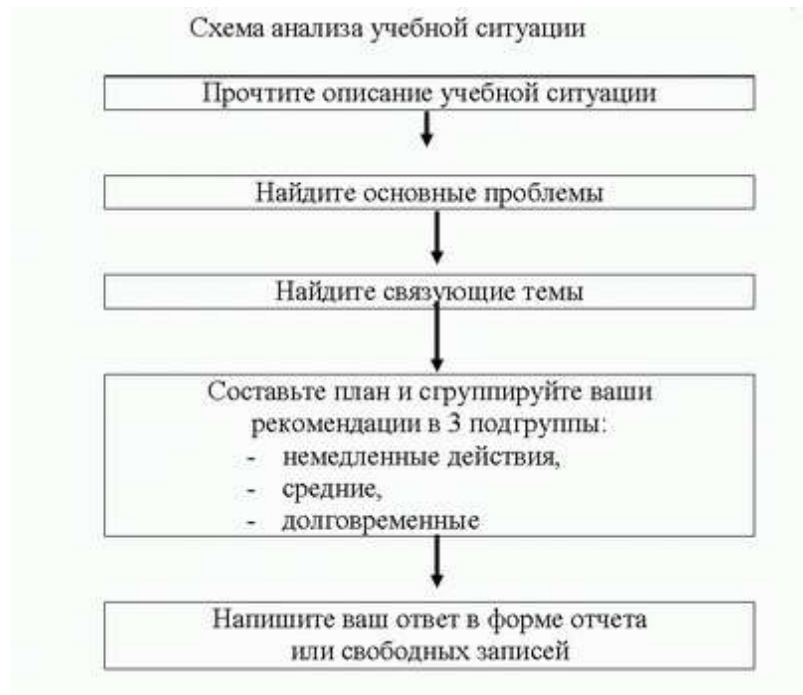 Схема анализа учебной ситуации
Прочтите описание учебной ситуации
Найдите основные проблемы
Найдите связующие темы
Составьте план и сгруппируйте ваши
рекомендации в 3 подгруппы:
- немедленные действия,
- средние,
- долговременные
Напишите ваш ответ в форме отчета
или свободных записей